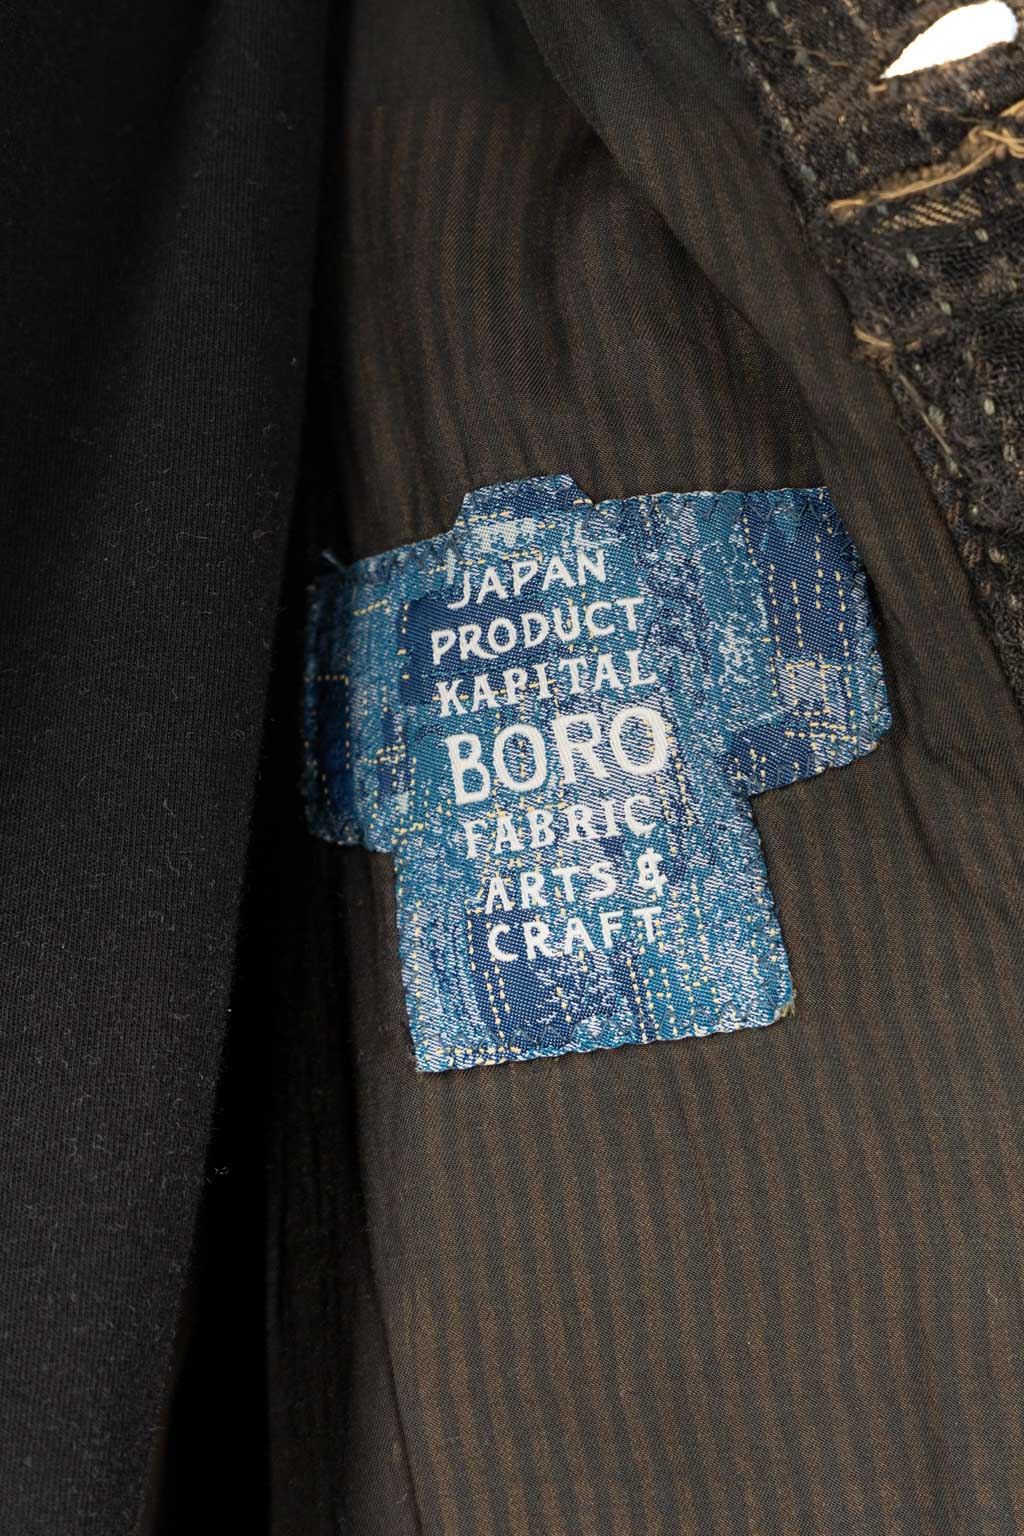 JAPAN
PRODUCT
KAPITAL
BORO
FABRIC
ARTS &
CRAFT